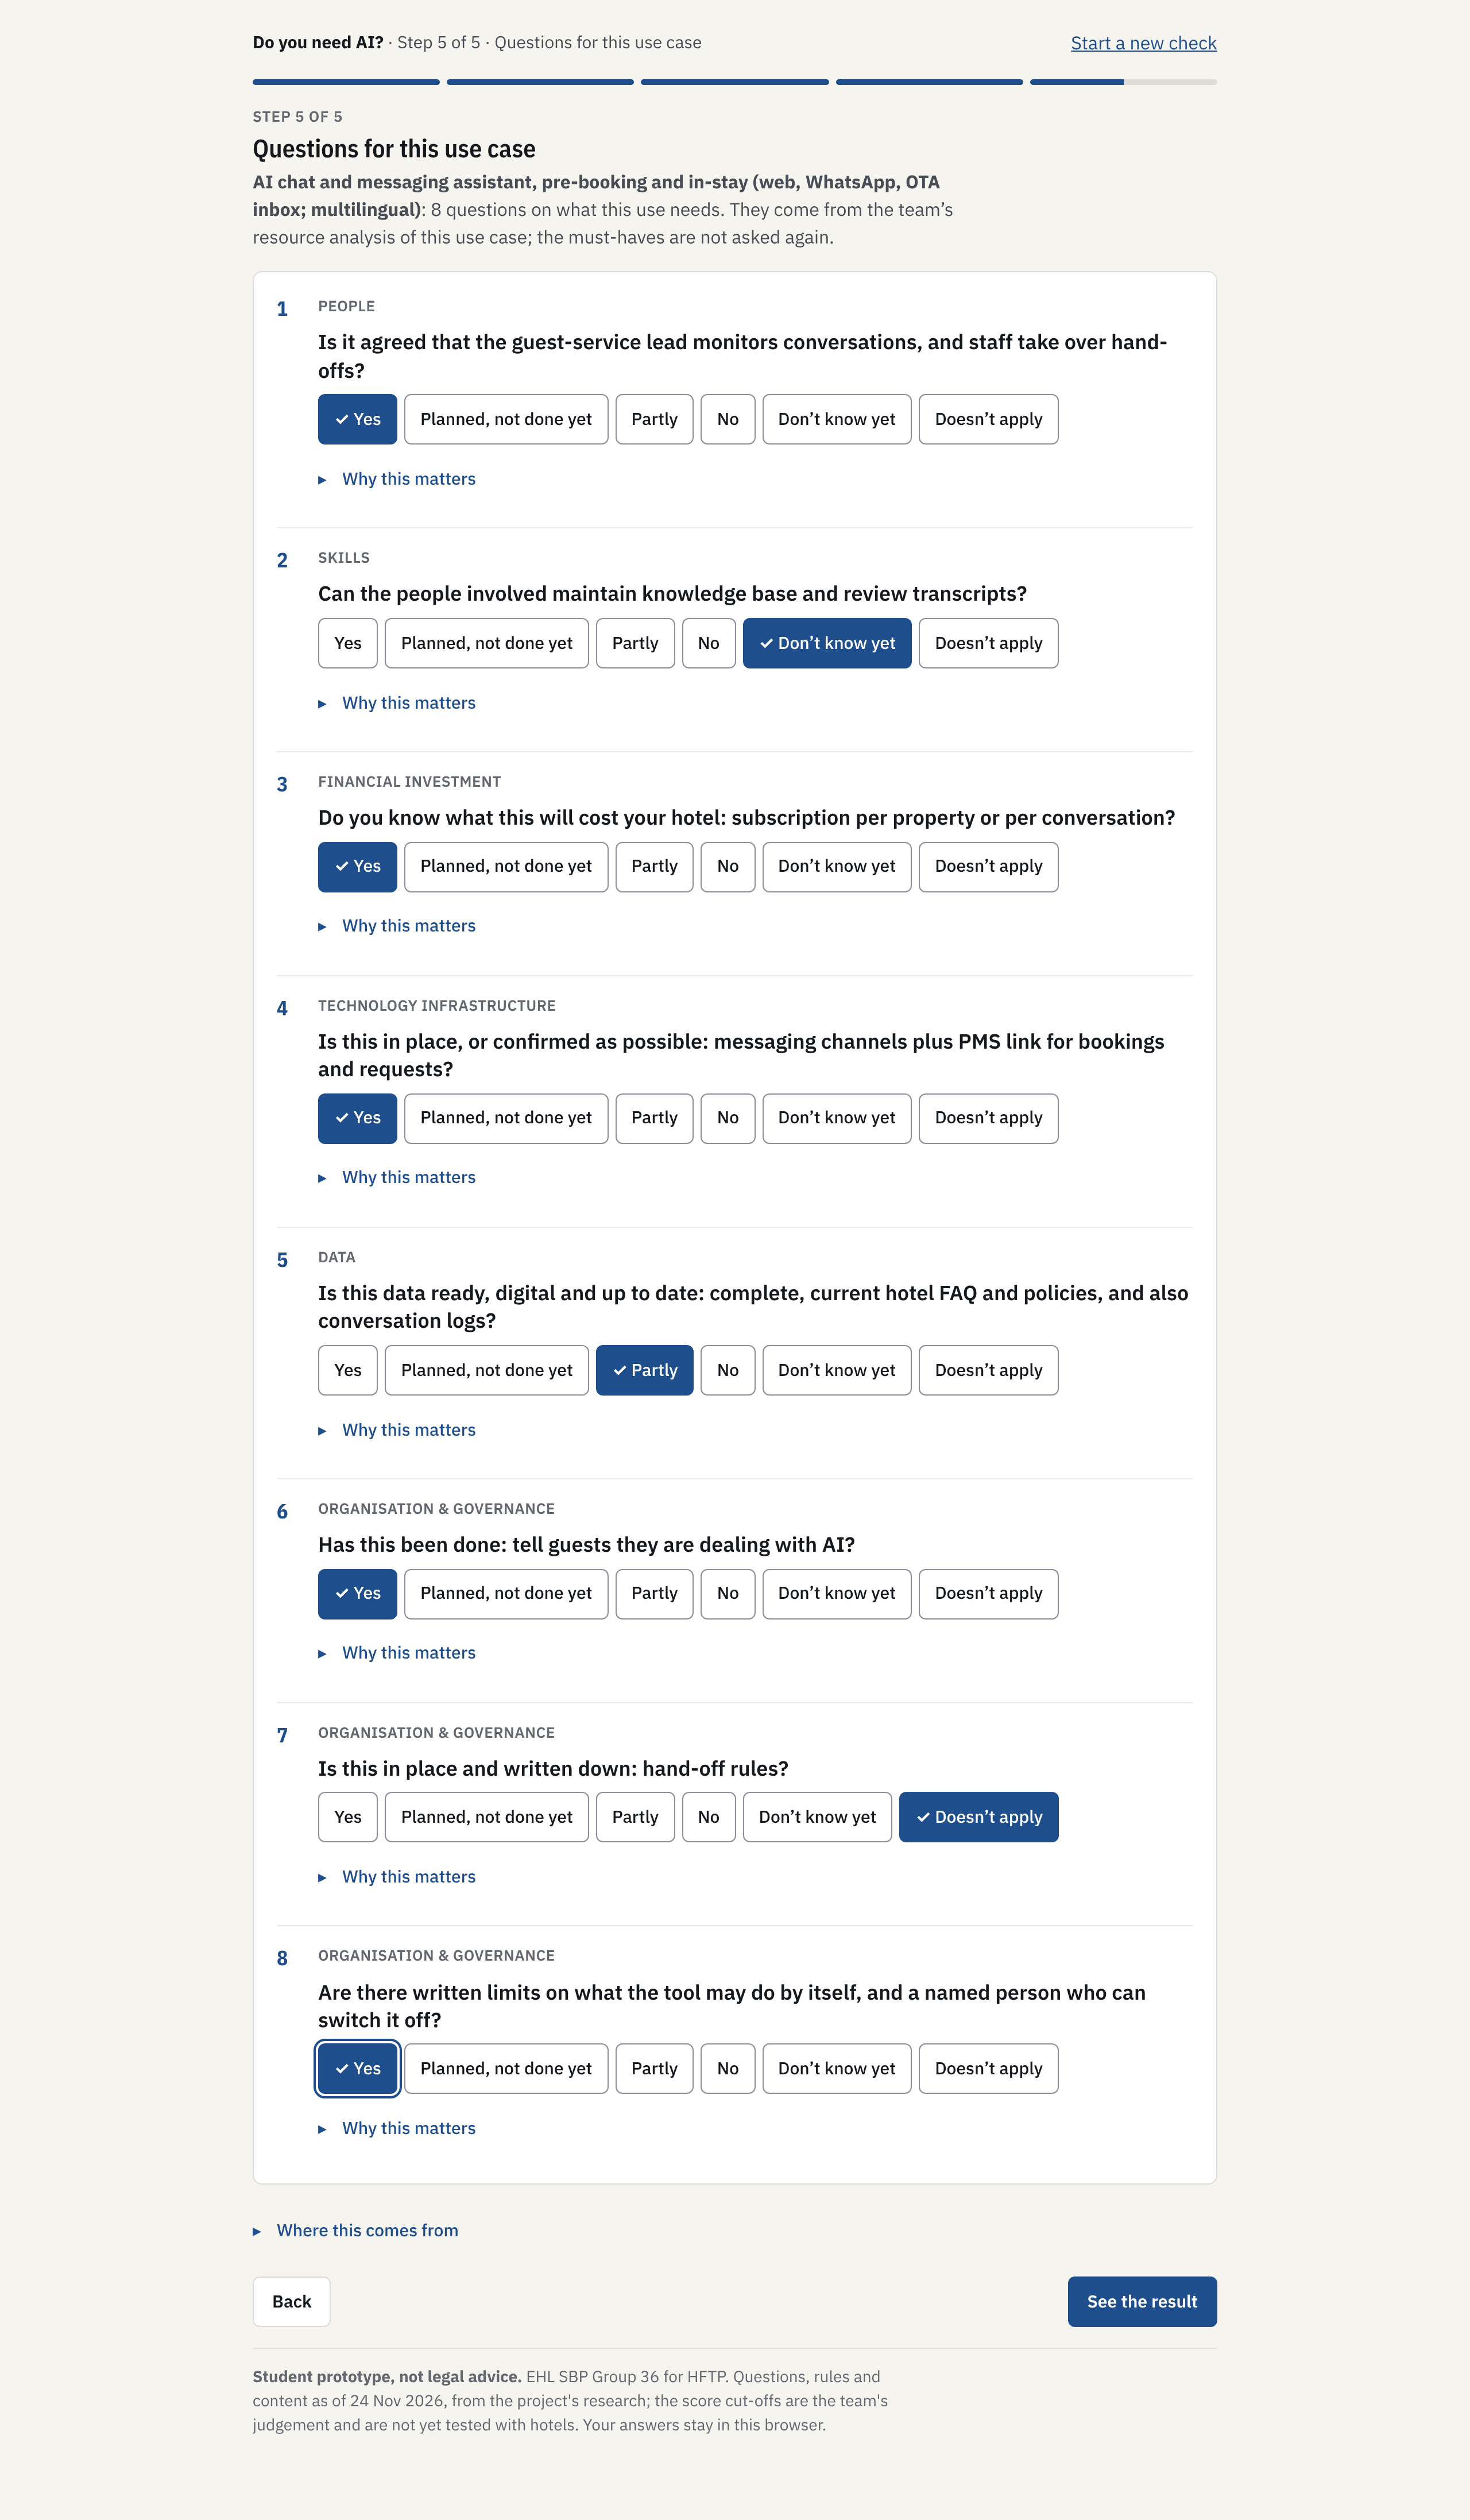 Do you need AI? · Step 5 of 5 · Questions for this use case
Start a new check
STEP 5 OF 5
Questions for this use case
AI chat and messaging assistant, pre-booking and in-stay (web, WhatsApp, OTA
inbox; multilingual): 8 questions on what this use needs. They come from the team’s
resource analysis of this use case; the must-haves are not asked again.
1 PEOPLE
Is it agreed that the guest-service lead monitors conversations, and staff take over hand-
offs?
✓ Yes Planned, not done yet Partly No Don’t know yet Doesn’t apply
▸ Why this matters
2 SKILLS
Can the people involved maintain knowledge base and review transcripts?
Yes Planned, not done yet Partly No ✓ Don’t know yet Doesn’t apply
▸ Why this matters
3 FINANCIAL INVESTMENT
Do you know what this will cost your hotel: subscription per property or per conversation?
✓ Yes Planned, not done yet Partly No Don’t know yet Doesn’t apply
▸ Why this matters
4 TECHNOLOGY INFRASTRUCTURE
Is this in place, or confirmed as possible: messaging channels plus PMS link for bookings
and requests?
✓ Yes Planned, not done yet Partly No Don’t know yet Doesn’t apply
▸ Why this matters
5 DATA
Is this data ready, digital and up to date: complete, current hotel FAQ and policies, and also
conversation logs?
Yes Planned, not done yet ✓ Partly No Don’t know yet Doesn’t apply
▸ Why this matters
6 ORGANISATION & GOVERNANCE
Has this been done: tell guests they are dealing with AI?
✓ Yes Planned, not done yet Partly No Don’t know yet Doesn’t apply
▸ Why this matters
7 ORGANISATION & GOVERNANCE
Is this in place and written down: hand-off rules?
Yes Planned, not done yet Partly No Don’t know yet ✓ Doesn’t apply
▸ Why this matters
8 ORGANISATION & GOVERNANCE
Are there written limits on what the tool may do by itself, and a named person who can
switch it off?
✓ Yes Planned, not done yet Partly No Don’t know yet Doesn’t apply
▸ Why this matters
▸ Where this comes from
Back
See the result
Student prototype, not legal advice. EHL SBP Group 36 for HFTP. Questions, rules and
content as of 24 Nov 2026, from the project's research; the score cut-offs are the team's
judgement and are not yet tested with hotels. Your answers stay in this browser.